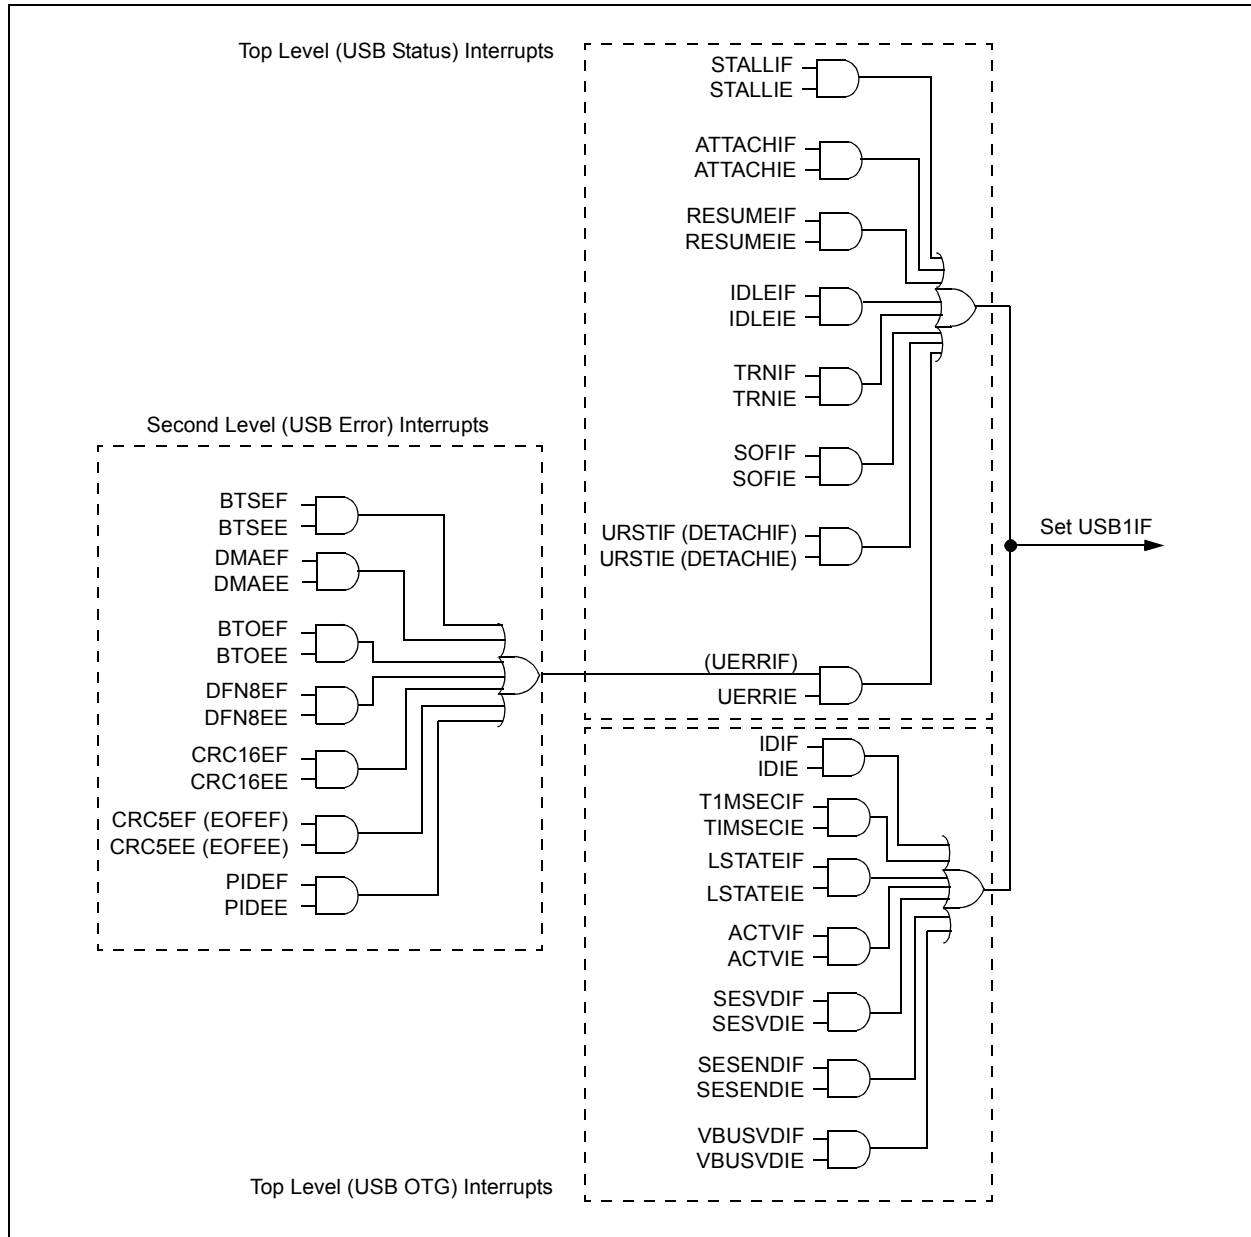 Top Level (USB Status) Interrupts
STALLIF
STALLIE
ATTACHIF
ATTACHIE
RESUMEIF
RESUMEIE
IDLEIF
IDLEIE
TRNIF
TRNIE
SOFIF
SOFIE
URSTIF (DETACHIF)
URSTIE (DETACHIE)
(UERRIF)
UERRIE
Set USB1IF
Second Level (USB Error) Interrupts
BTSEF
BTSEE
DMAEF
DMAEE
BTOEF
BTOEE
DFN8EF
DFN8EE
CRC16EF
CRC16EE
CRC5EF (EOFEF)
CRC5EE (EOFEE)
PIDEF
PIDEE
IDIF
IDIE
T1MSECIF
TIMSECIE
LSTATEIF
LSTATEIE
ACTVIF
ACTVIE
SESVDIF
SESVDIE
SESENDIF
SESENDIE
VBUSVDIF
VBUSVDIE
Top Level (USB OTG) Interrupts